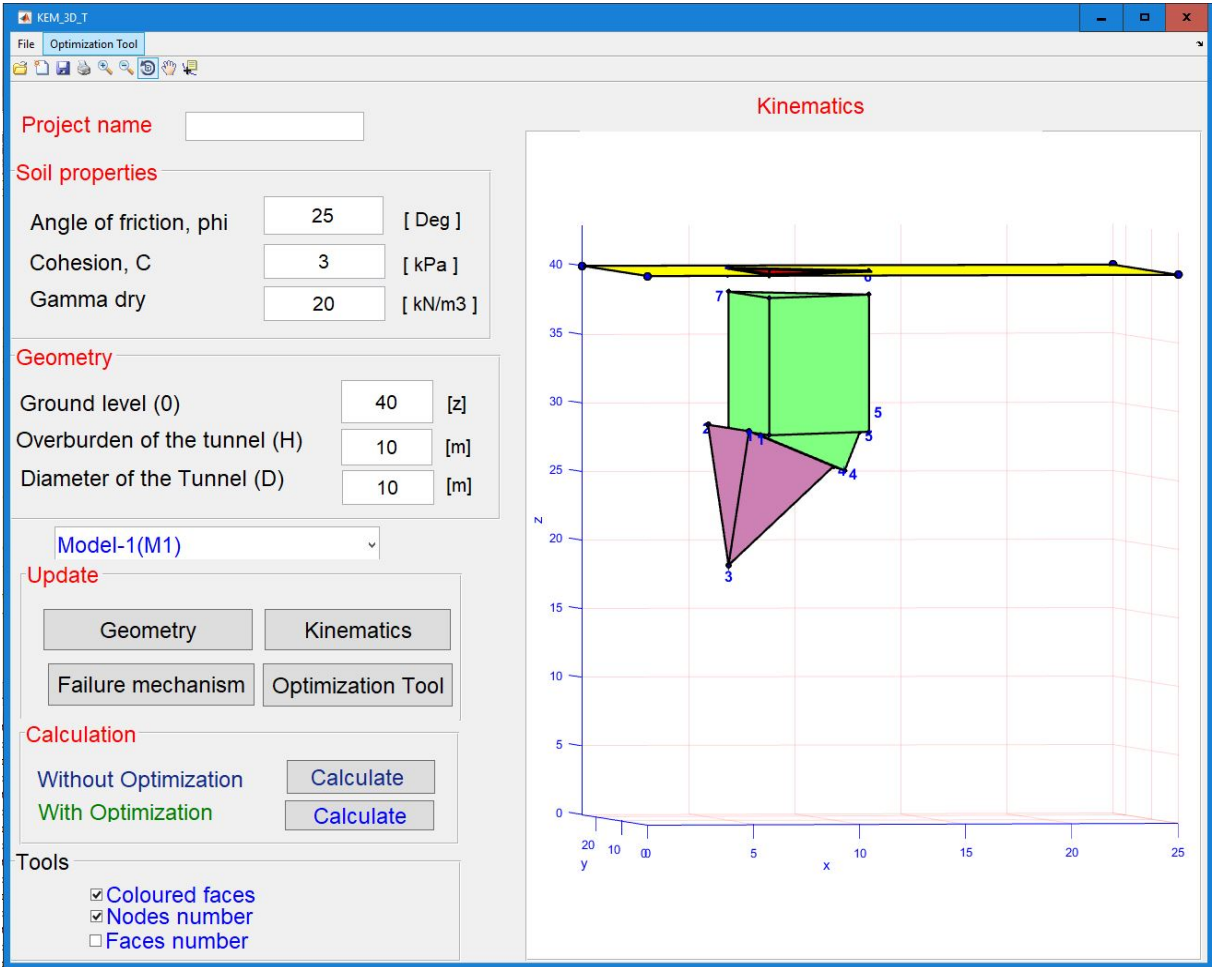 KEM_3D_T
File Optimization Tool
Kinematics
Project name
Soil properties
Angle of friction, phi 25 [ Deg ]
Cohesion, C 3 [ kPa ]
Gamma dry 20 [ kN/m3 ]
Geometry
Ground level (0) 40 [z]
Overburden of the tunnel (H) 10 [m]
Diameter of the Tunnel (D) 10 [m]
Model-1(M1)
Update
Geometry Kinematics
Failure mechanism Optimization Tool
Calculation
Without Optimization Calculate
With Optimization Calculate
Tools
Coloured faces
Nodes number
Faces number
40
35
30
25
20
15
10
5
0
z
6
7
5
2 1 1 5
4 4
3
20 10 0 0 5 10 15 20 25
y x